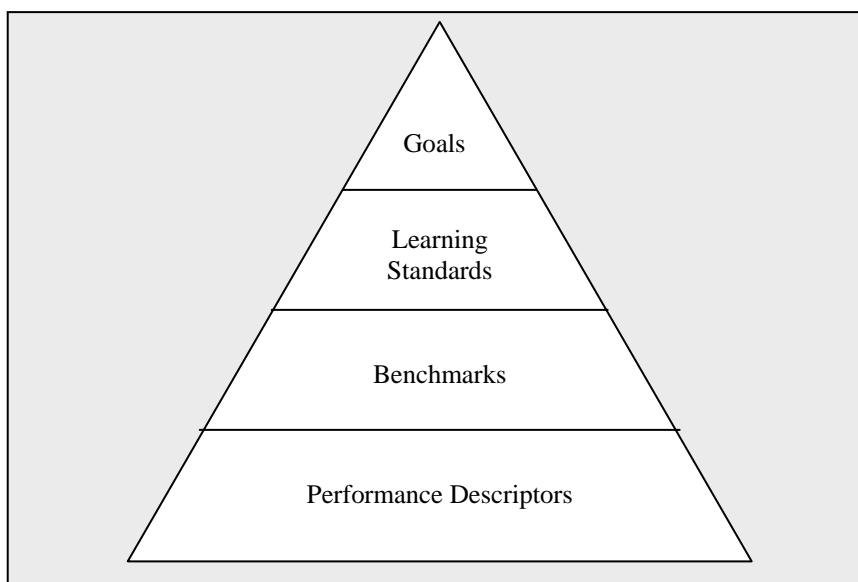 Goals
Learning
Standards
Benchmarks
Performance Descriptors